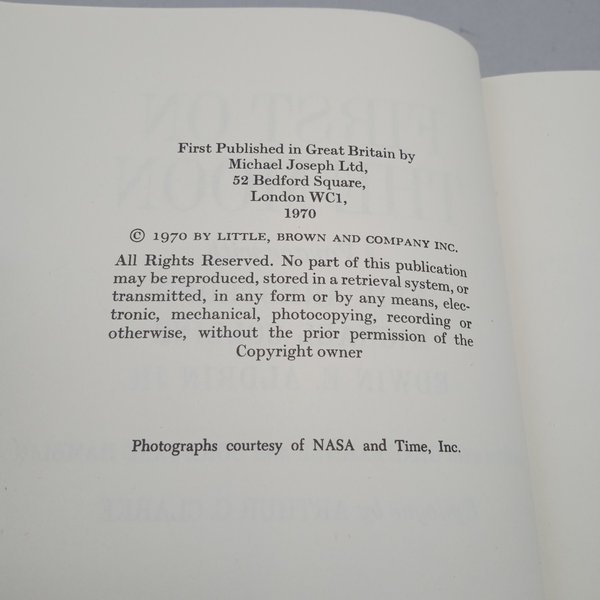 First Published in Great Britain by
Michael Joseph Ltd,
52 Bedford Square,
London WC1,
1970
© 1970 BY LITTLE, BROWN AND COMPANY INC.
All Rights Reserved. No part of this publication
may be reproduced, stored in a retrieval system, or
transmitted, in any form or by any means, elec-
tronic, mechanical, photocopying, recording or
otherwise, without the prior permission of the
Copyright owner
Photographs courtesy of NASA and Time, Inc.